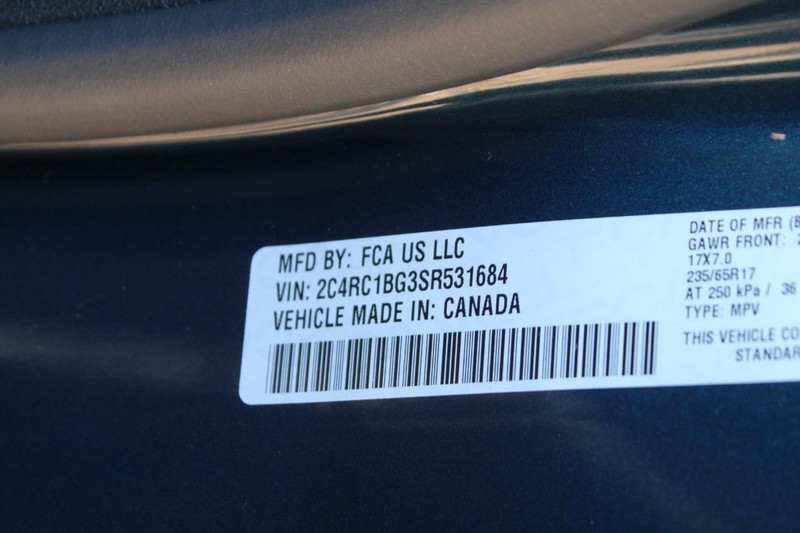 MFD BY: FCA US LLC
VIN: 2C4RC1BG3SR531684
VEHICLE MADE IN: CANADA
DATE OF MFR (
GAWR FRONT:
17X7.0
235/65R17
AT 250 kPa / 36
TYPE: MPV
THIS VEHICLE